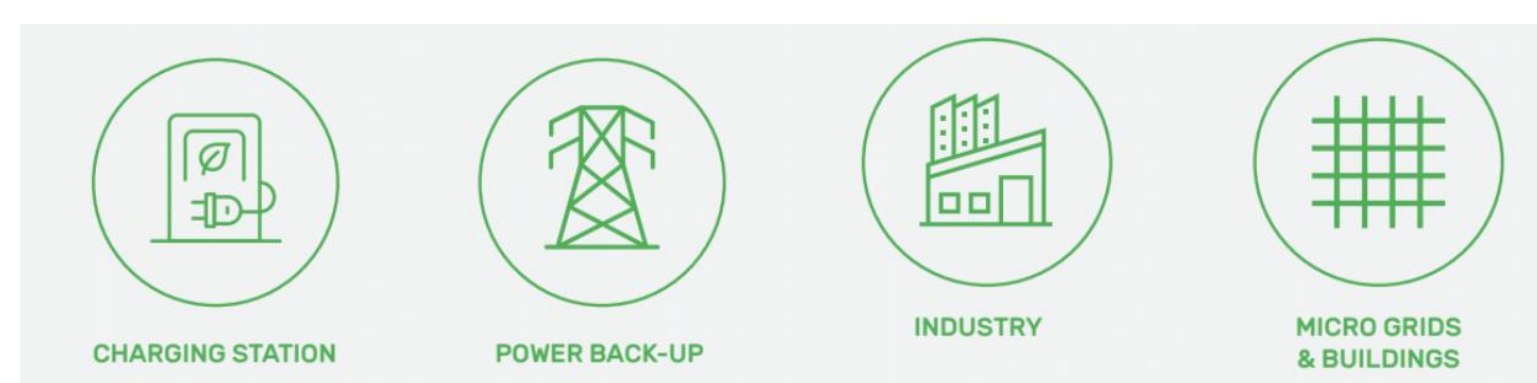 CHARGING STATION
POWER BACK-UP
INDUSTRY
MICRO GRIDS
& BUILDINGS